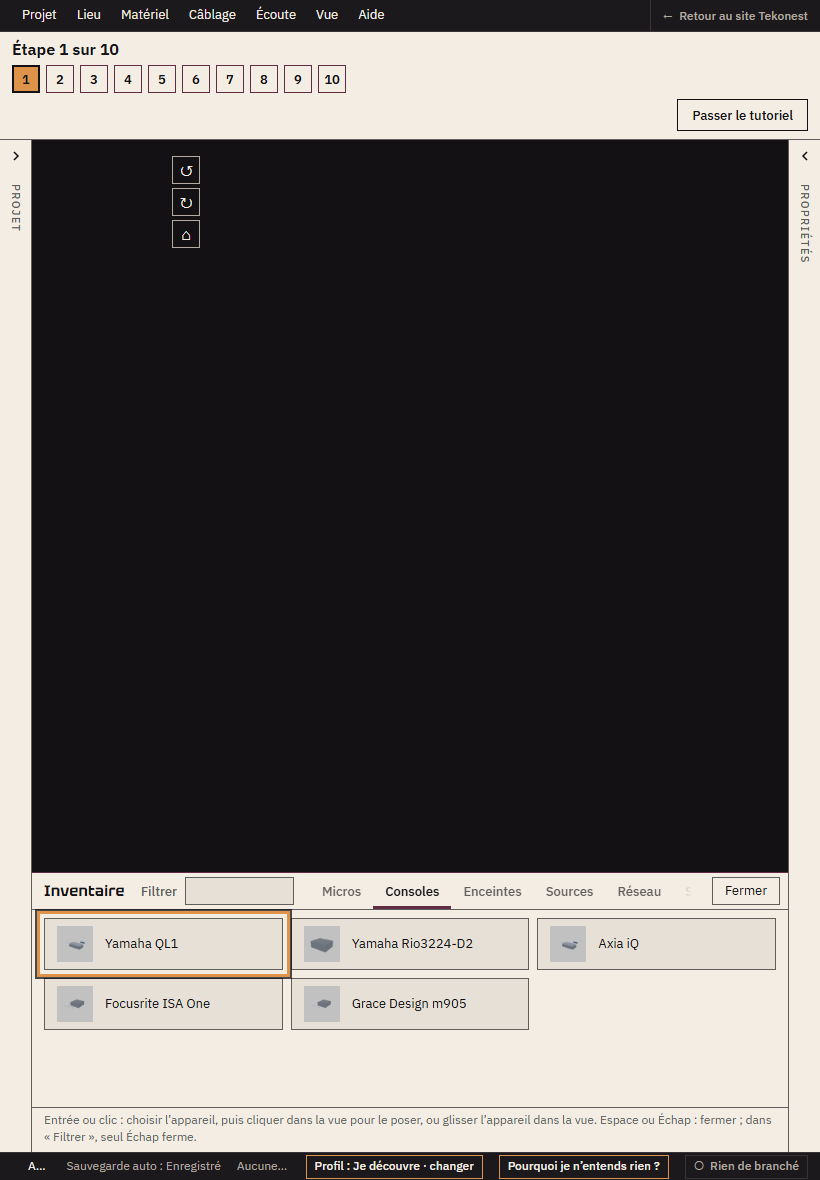 Projet Lieu Matériel Câblage Écoute Vue Aide ← Retour au site Tekonest
Étape 1 sur 10
1 2 3 4 5 6 7 8 9 10
Passer le tutoriel
PROJET
PROPRIÉTÉS
Inventaire Filtrer Micros Consoles Enceintes Sources Réseau Fermer
Yamaha QL1 Yamaha Rio3224-D2 Axia iQ
Focusrite ISA One Grace Design m905
Entrée ou clic : choisir l’appareil, puis cliquer dans la vue pour le poser, ou glisser l’appareil dans la vue. Espace ou Échap : fermer ; dans
« Filtrer », seul Échap ferme.
A... Sauvegarde auto : Enregistré Aucune... Profil : Je découvre · changer Pourquoi je n’entends rien ? Rien de branché